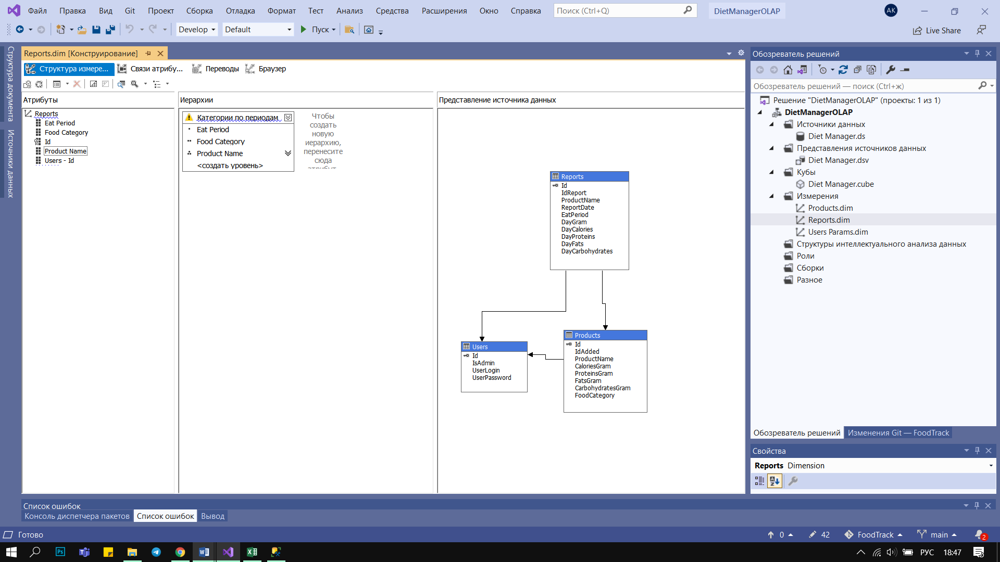 Файл Правка Вид Git Проект Сборка Отладка Формат Тест Анализ Средства Расширения Окно Справка Поиск (Ctrl+Q) DietManagerOLAP AK
Develop Default Пуск Live Share
Структура документа
Источники данных
Reports.dim [Конструирование]
Структура измере... Связи атрибу... Переводы Браузер
Атрибуты
Reports
Eat Period
Food Category
Id
Product Name
Users - Id
Иерархии
Категории по периодам
Eat Period
Food Category
Product Name
<создать уровень>
Чтобы
создать
новую
иерархию,
перенесите
сюда
атрибут.
Представление источника данных
Reports
Id
IdReport
ProductName
ReportDate
EatPeriod
DayGram
DayCalories
DayProteins
DayFats
DayCarbohydrates
Users
Id
IsAdmin
UserLogin
UserPassword
Products
Id
IdAdded
ProductName
CaloriesGram
ProteinsGram
FatsGram
CarbohydratesGram
FoodCategory
Обозреватель решений
Обозреватель решений — поиск (Ctrl+ж)
Решение "DietManagerOLAP" (проекты: 1 из 1)
DietManagerOLAP
Источники данных
Diet Manager.ds
Представления источников данных
Diet Manager.dsv
Кубы
Diet Manager.cube
Измерения
Products.dim
Reports.dim
Users Params.dim
Структуры интеллектуального анализа данных
Роли
Сборки
Разное
Обозреватель решений Изменения Git — FoodTrack
Свойства
Reports Dimension
Список ошибок
Консоль диспетчера пакетов Список ошибок Вывод
Готово 0 42 FoodTrack main 2
Ps РУС 18:47